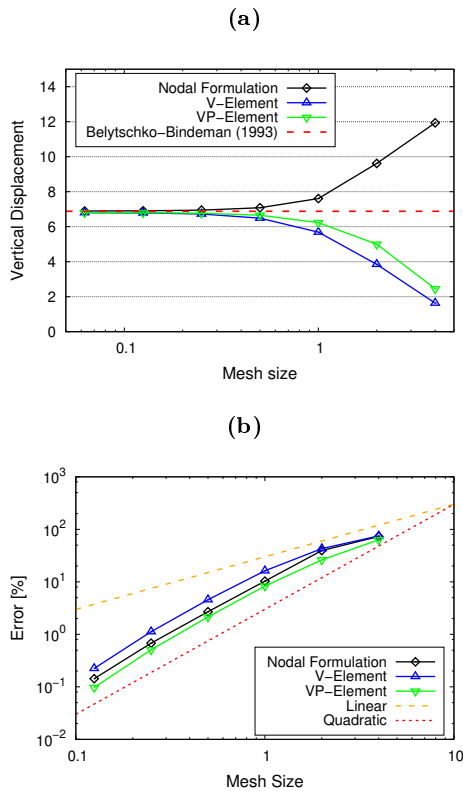 (a)
14
12
10
8
6
4
2
0
Vertical Displacement
Nodal Formulation
V-Element
VP-Element
Belytschko-Bindeman (1993)
0.1
1
Mesh size
(b)
10^3
10^2
10^1
10^0
10^-1
10^-2
Error [%]
Nodal Formulation
V-Element
VP-Element
Linear
Quadratic
0.1
1
10
Mesh Size